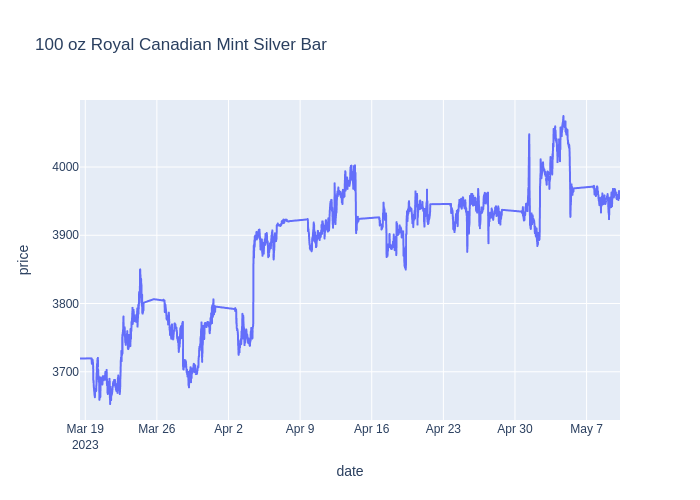 100 oz Royal Canadian Mint Silver Bar
price
4000
3900
3800
3700
Mar 19 Mar 26 Apr 2 Apr 9 Apr 16 Apr 23 Apr 30 May 7
2023
date